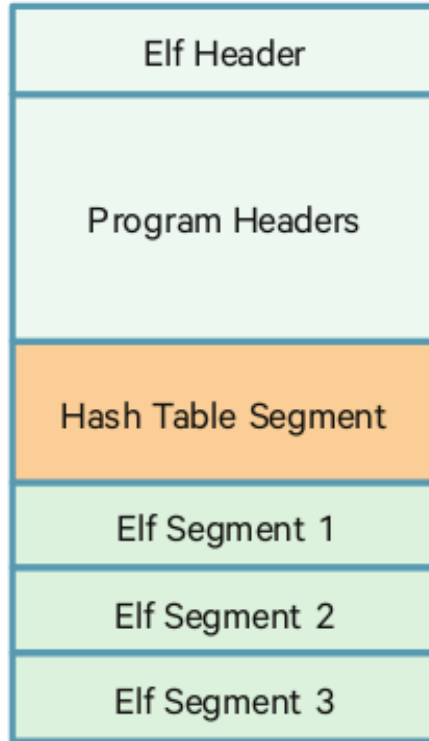 Elf Header
Program Headers
Hash Table Segment
Elf Segment 1
Elf Segment 2
Elf Segment 3